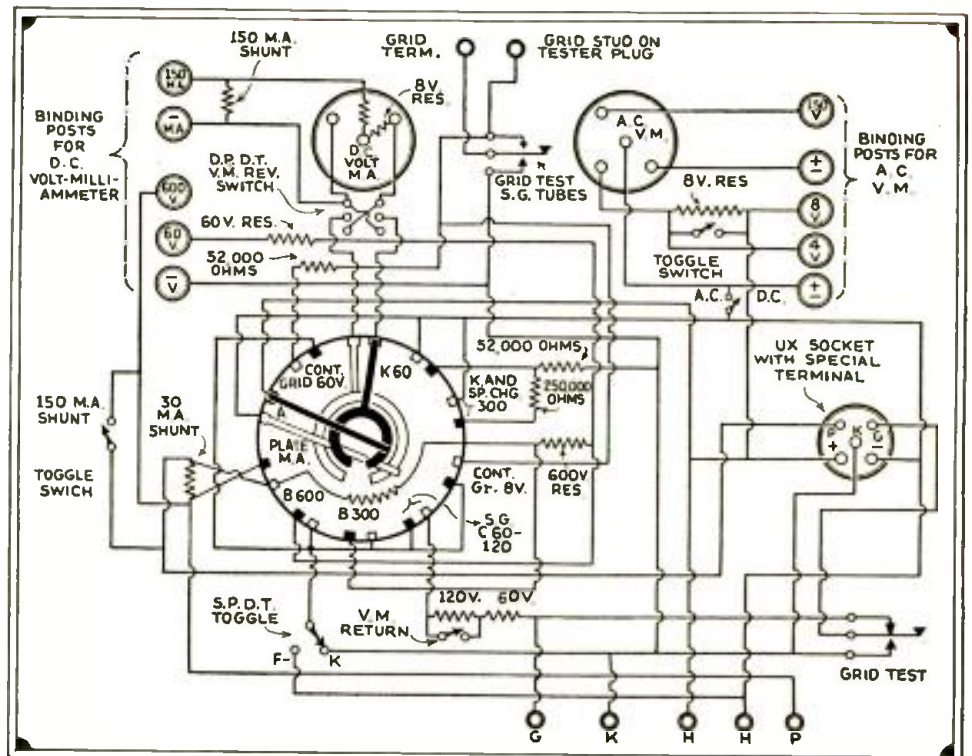 150 M.A.
SHUNT
GRID
TERM.
GRID STUD ON
TESTER PLUG
BINDING
POSTS
FOR
D.C.
VOLT-MILLI-
AMMETER
150
M.A.
—
MA
600
V
60
V
—
V
8V.
RES.
D.C.
VOLT
M.A.
D.P.D.T.
V.M. REV.
SWITCH
60V. RES.
52,000
OHMS
GRID TEST
S.G. TUBES
A.C.
V.M.
8V. RES
TOGGLE
SWITCH
A.C.
D.C.
150
V
±
8
V
4
V
±
BINDING
POSTS FOR
A.C.
V.M.
CONT.
GRID 60V.
K 60
K AND
SP. CHG
300
52,000 OHMS
250,000
OHMS
UX SOCKET
WITH SPECIAL
TERMINAL
P
G
K
+
−
150 M.A.
SHUNT
TOGGLE
SWICH
30
M.A.
SHUNT
A
PLATE
M.A.
B 600
B 300
CONT.
Gr. 8V.
600V
RES
S G
C 60-
120
S.P.D.T.
TOGGLE
F-
K
V.M.
RETURN
120V.
60V.
GRID TEST
G
K
H
H
P